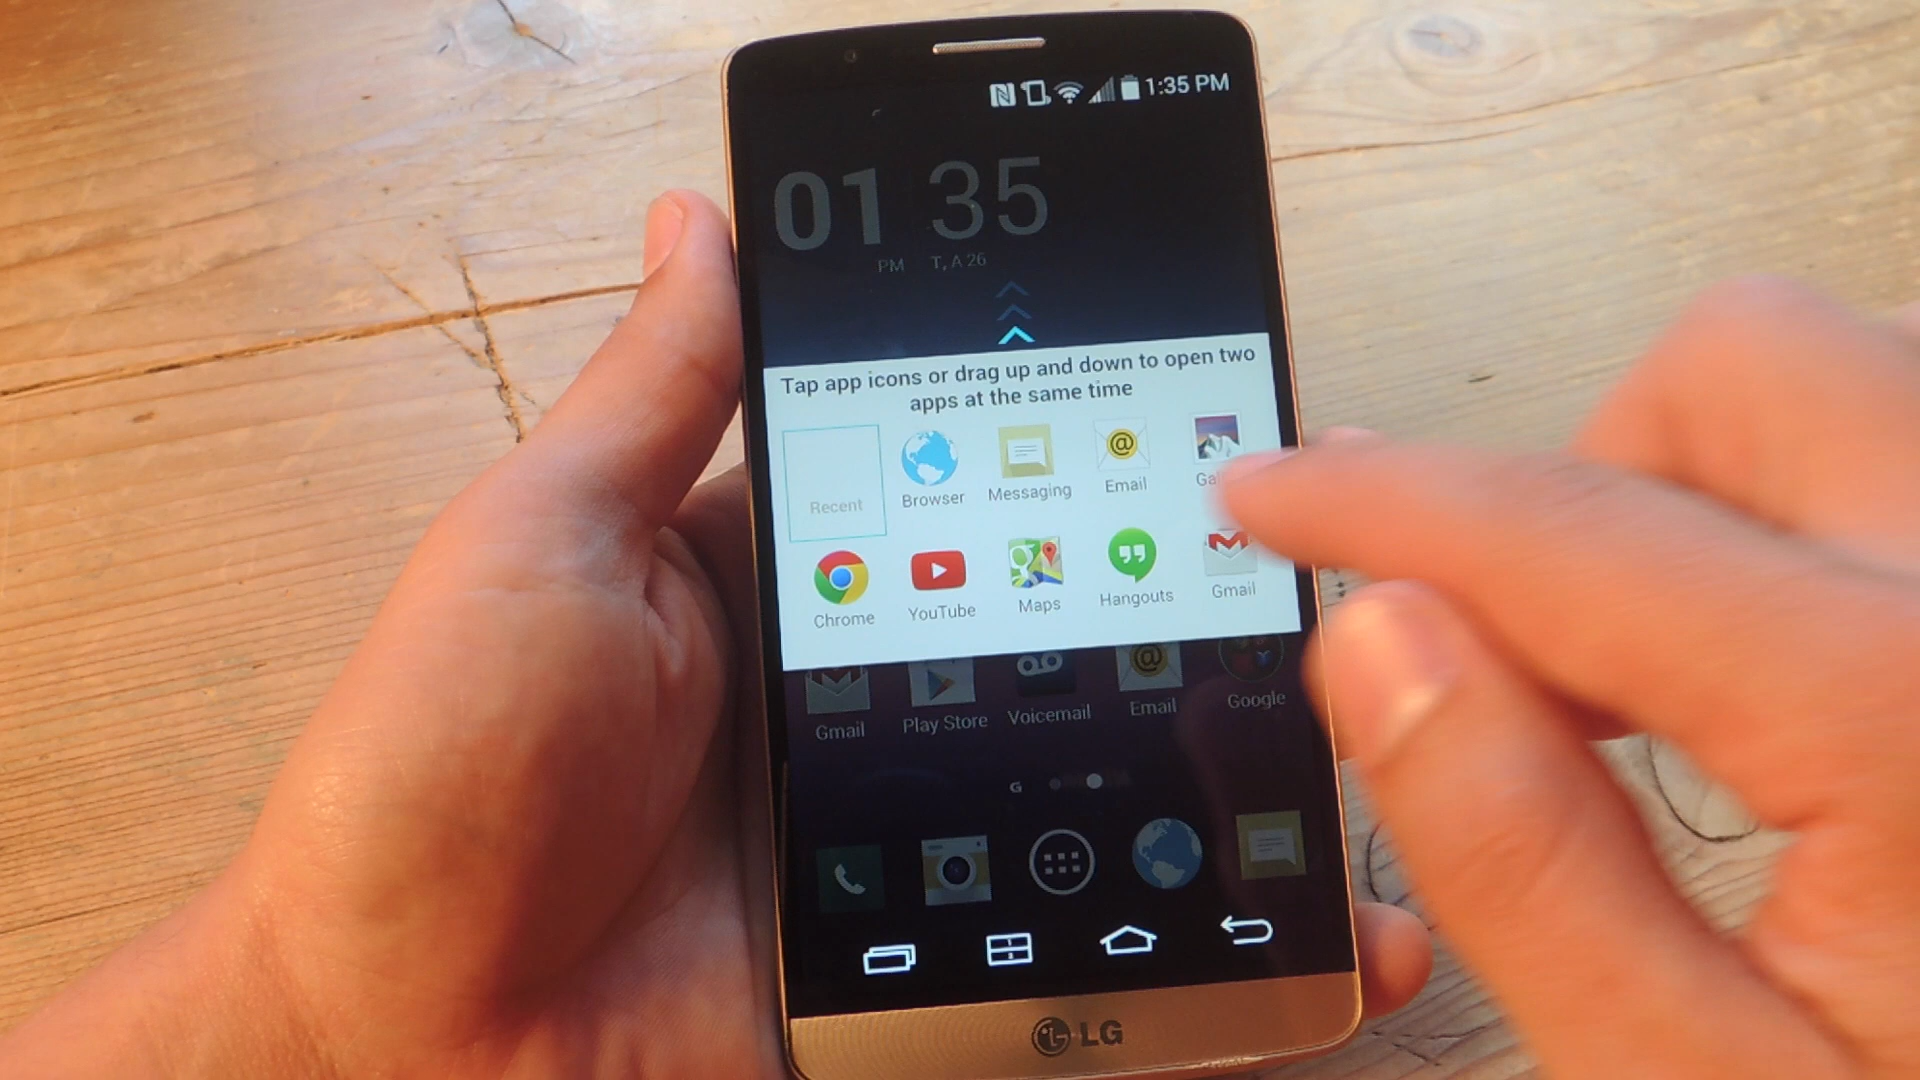 1:35 PM
01 35
PM T, A 26
Tap app icons or drag up and down to open two
apps at the same time
Recent Browser Messaging Email
Chrome YouTube Maps Hangouts Gmail
Gmail Play Store Voicemail Email Google
G
LG